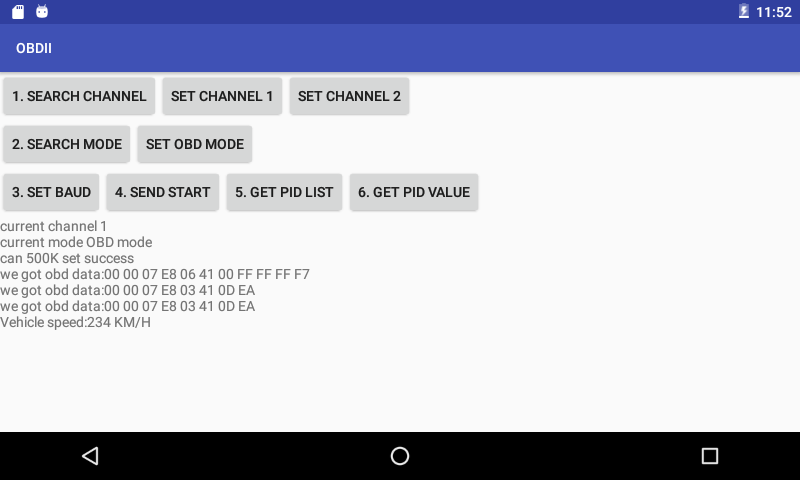 11:52
OBDII
1. SEARCH CHANNEL SET CHANNEL 1 SET CHANNEL 2
2. SEARCH MODE SET OBD MODE
3. SET BAUD 4. SEND START 5. GET PID LIST 6. GET PID VALUE
current channel 1
current mode OBD mode
can 500K set success
we got obd data:00 00 07 E8 06 41 00 FF FF FF F7
we got obd data:00 00 07 E8 03 41 0D EA
we got obd data:00 00 07 E8 03 41 0D EA
Vehicle speed:234 KM/H